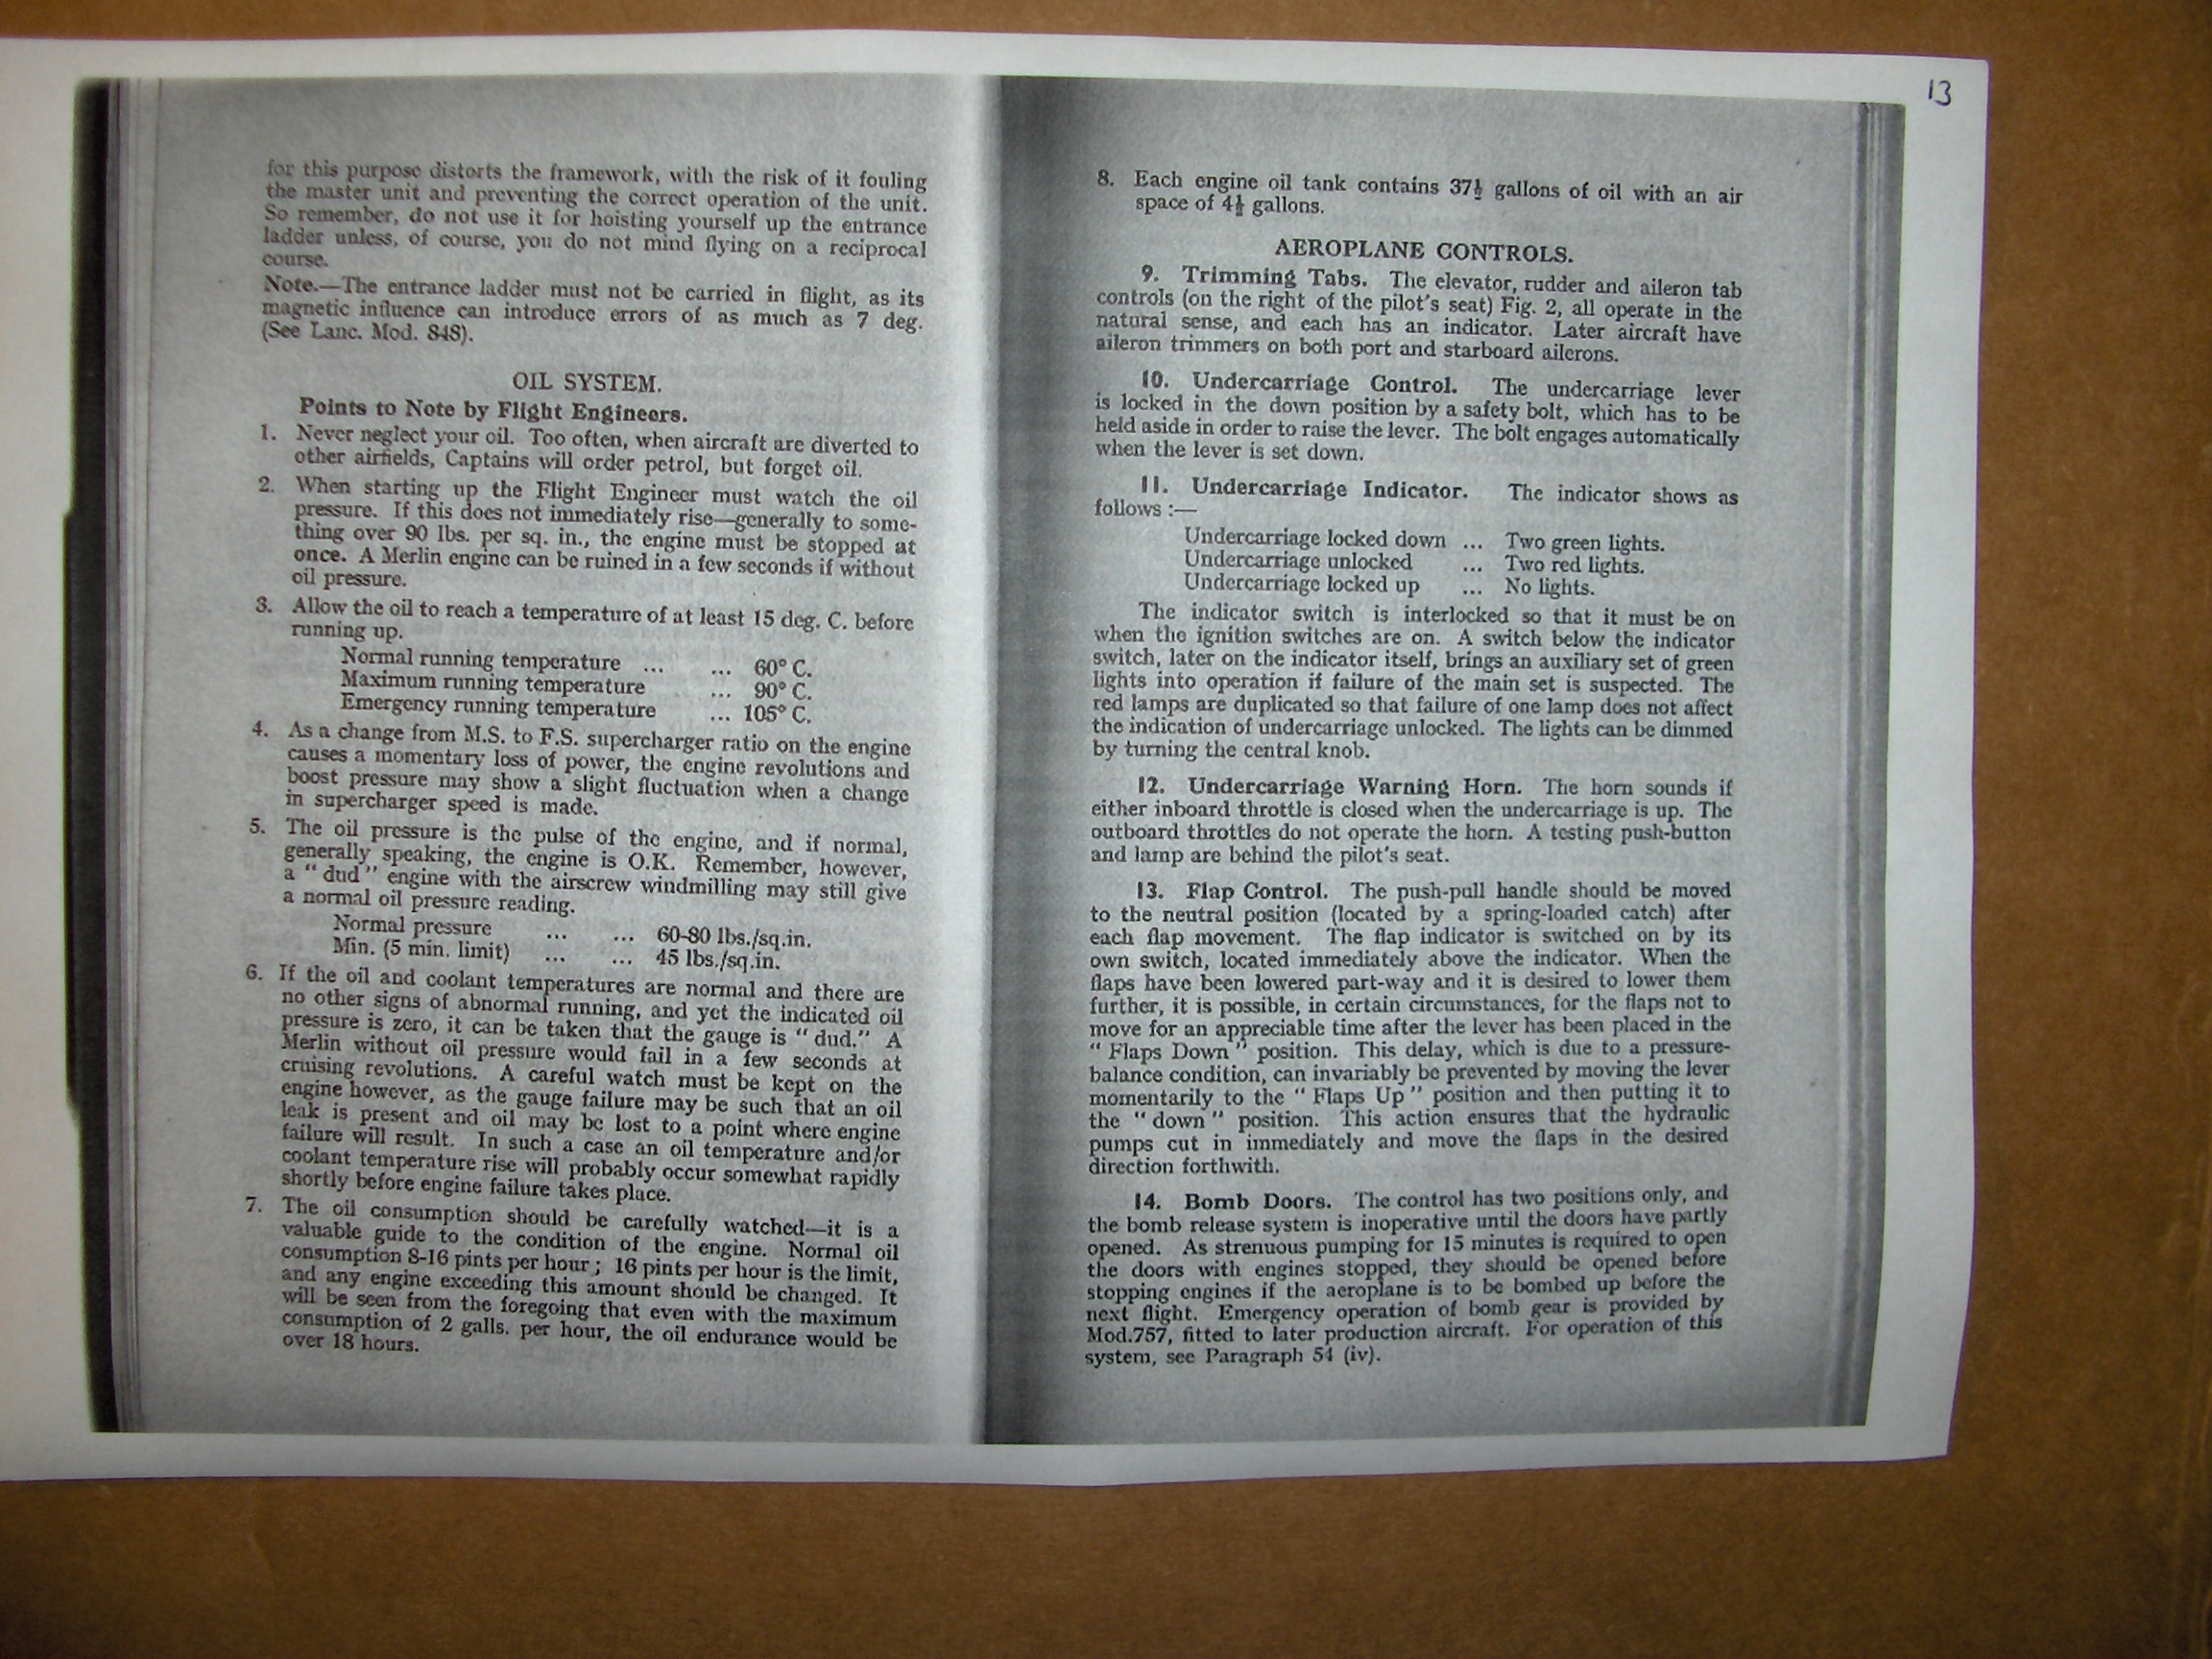 for this purpose distorts the framework, with the risk of it fouling
the master unit and preventing the correct operation of the unit.
So remember, do not use it for hoisting yourself up the entrance
ladder unless, of course, you do not mind flying on a reciprocal
course.
Note.—The entrance ladder must not be carried in flight, as its
magnetic influence can introduce errors of as much as 7 deg.
(See Lanc. Mod. 848).
OIL SYSTEM.
Points to Note by Flight Engineers.
1. Never neglect your oil. Too often, when aircraft are diverted to
other airfields, Captains will order petrol, but forget oil.
2. When starting up the Flight Engineer must watch the oil
pressure. If this does not immediately rise—generally to some-
thing over 90 lbs. per sq. in., the engine must be stopped at
once. A Merlin engine can be ruined in a few seconds if without
oil pressure.
3. Allow the oil to reach a temperature of at least 15 deg. C. before
running up.
Normal running temperature ... ... 60° C.
Maximum running temperature ... 90° C.
Emergency running temperature ... 105° C.
4. As a change from M.S. to F.S. supercharger ratio on the engine
causes a momentary loss of power, the engine revolutions and
boost pressure may show a slight fluctuation when a change
in supercharger speed is made.
5. The oil pressure is the pulse of the engine, and if normal,
generally speaking, the engine is O.K. Remember, however,
a " dud " engine with the airscrew windmilling may still give
a normal oil pressure reading.
Normal pressure ... ... 60-80 lbs./sq.in.
Min. (5 min. limit) ... ... 45 lbs./sq.in.
6. If the oil and coolant temperatures are normal and there are
no other signs of abnormal running, and yet the indicated oil
pressure is zero, it can be taken that the gauge is " dud." A
Merlin without oil pressure would fail in a few seconds at
cruising revolutions. A careful watch must be kept on the
engine however, as the gauge failure may be such that an oil
leak is present and oil may be lost to a point where engine
failure will result. In such a case an oil temperature and/or
coolant temperature rise will probably occur somewhat rapidly
shortly before engine failure takes place.
7. The oil consumption should be carefully watched—it is a
valuable guide to the condition of the engine. Normal oil
consumption 8-16 pints per hour ; 16 pints per hour is the limit,
and any engine exceeding this amount should be changed. It
will be seen from the foregoing that even with the maximum
consumption of 2 galls. per hour, the oil endurance would be
over 18 hours.
13
8. Each engine oil tank contains 37½ gallons of oil with an air
space of 4½ gallons.
AEROPLANE CONTROLS.
9. Trimming Tabs. The elevator, rudder and aileron tab
controls (on the right of the pilot's seat) Fig. 2, all operate in the
natural sense, and each has an indicator. Later aircraft have
aileron trimmers on both port and starboard ailerons.
10. Undercarriage Control. The undercarriage lever
is locked in the down position by a safety bolt, which has to be
held aside in order to raise the lever. The bolt engages automatically
when the lever is set down.
11. Undercarriage Indicator. The indicator shows as
follows :—
Undercarriage locked down ... Two green lights.
Undercarriage unlocked ... Two red lights.
Undercarriage locked up ... No lights.
The indicator switch is interlocked so that it must be on
when the ignition switches are on. A switch below the indicator
switch, later on the indicator itself, brings an auxiliary set of green
lights into operation if failure of the main set is suspected. The
red lamps are duplicated so that failure of one lamp does not affect
the indication of undercarriage unlocked. The lights can be dimmed
by turning the central knob.
12. Undercarriage Warning Horn. The horn sounds if
either inboard throttle is closed when the undercarriage is up. The
outboard throttles do not operate the horn. A testing push-button
and lamp are behind the pilot's seat.
13. Flap Control. The push-pull handle should be moved
to the neutral position (located by a spring-loaded catch) after
each flap movement. The flap indicator is switched on by its
own switch, located immediately above the indicator. When the
flaps have been lowered part-way and it is desired to lower them
further, it is possible, in certain circumstances, for the flaps not to
move for an appreciable time after the lever has been placed in the
" Flaps Down " position. This delay, which is due to a pressure-
balance condition, can invariably be prevented by moving the lever
momentarily to the " Flaps Up " position and then putting it to
the " down " position. This action ensures that the hydraulic
pumps cut in immediately and move the flaps in the desired
direction forthwith.
14. Bomb Doors. The control has two positions only, and
the bomb release system is inoperative until the doors have partly
opened. As strenuous pumping for 15 minutes is required to open
the doors with engines stopped, they should be opened before
stopping engines if the aeroplane is to be bombed up before the
next flight. Emergency operation of bomb gear is provided by
Mod.757, fitted to later production aircraft. For operation of this
system, see Paragraph 54 (iv).